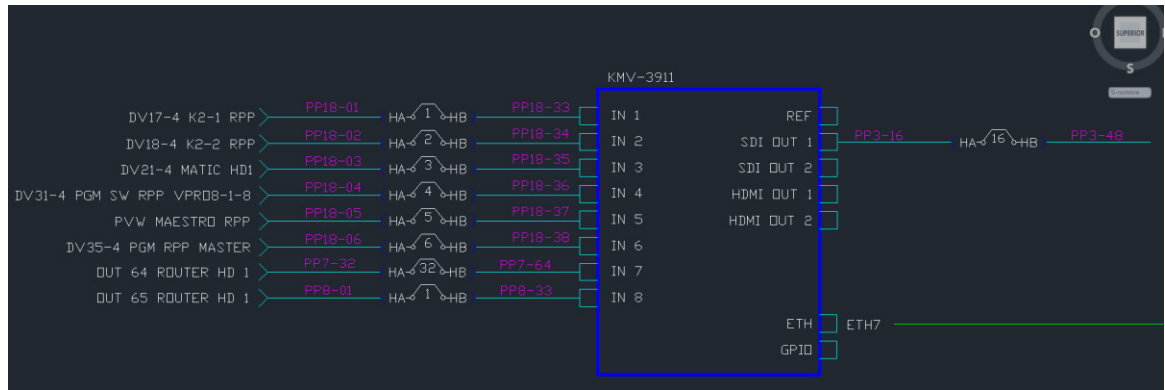 O SUPERIOR
S
KMV-3911
DV17-4 K2-1 RPP PP18-01 HA 1 HB PP18-33 IN 1 REF
DV18-4 K2-2 RPP PP18-02 HA 2 HB PP18-34 IN 2 SDI OUT 1 PP3-16 HA 16 HB PP3-48
DV21-4 MATIC HD1 PP18-03 HA 3 HB PP18-35 IN 3 SDI OUT 2
DV31-4 PGM SW RPP VPRO8-1-8 PP18-04 HA 4 HB PP18-36 IN 4 HDMI OUT 1
PVW MAESTRO RPP PP18-05 HA 5 HB PP18-37 IN 5 HDMI OUT 2
DV35-4 PGM RPP MASTER PP18-06 HA 6 HB PP18-38 IN 6
OUT 64 ROUTER HD 1 PP7-32 HA 32 HB PP7-64 IN 7
OUT 65 ROUTER HD 1 PP8-01 HA 1 HB PP8-33 IN 8
ETH ETH7
GPIO